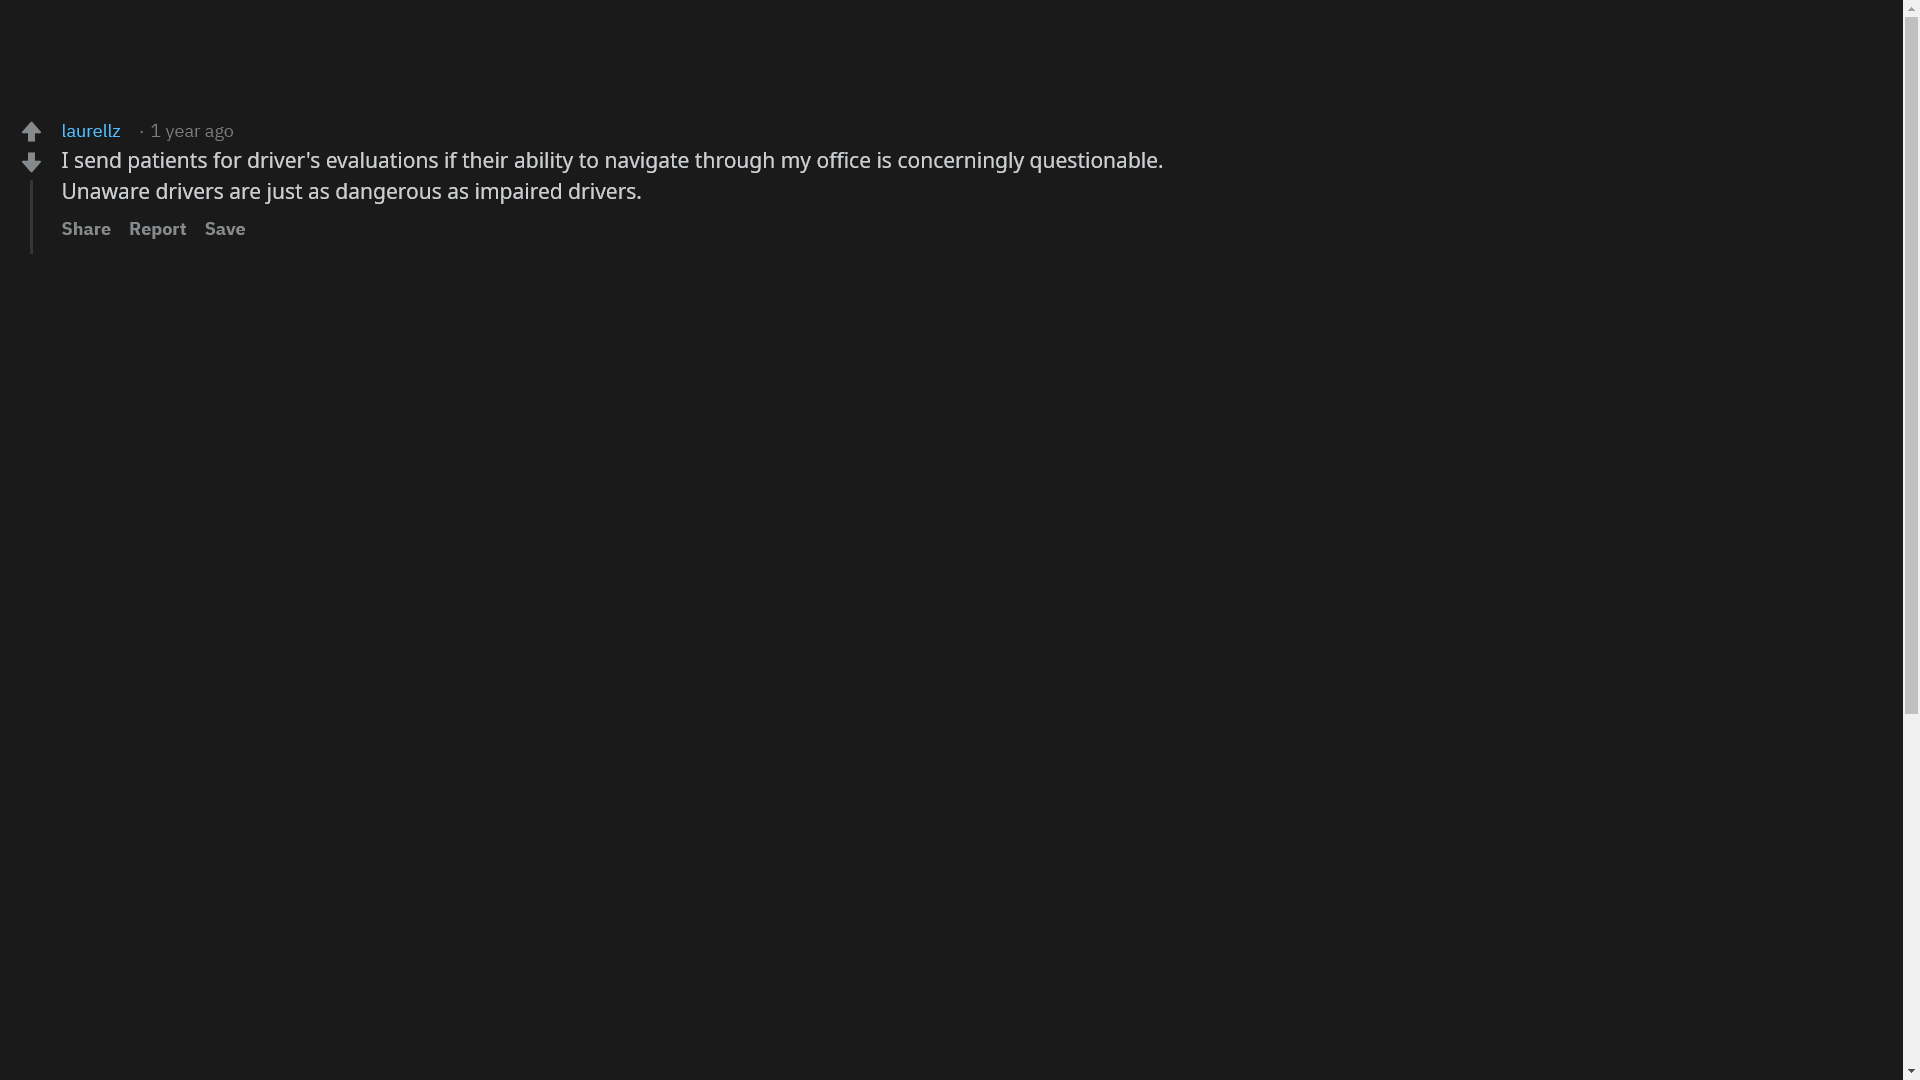 laurellz · 1 year ago
I send patients for driver's evaluations if their ability to navigate through my office is concerningly questionable.
Unaware drivers are just as dangerous as impaired drivers.
Share Report Save